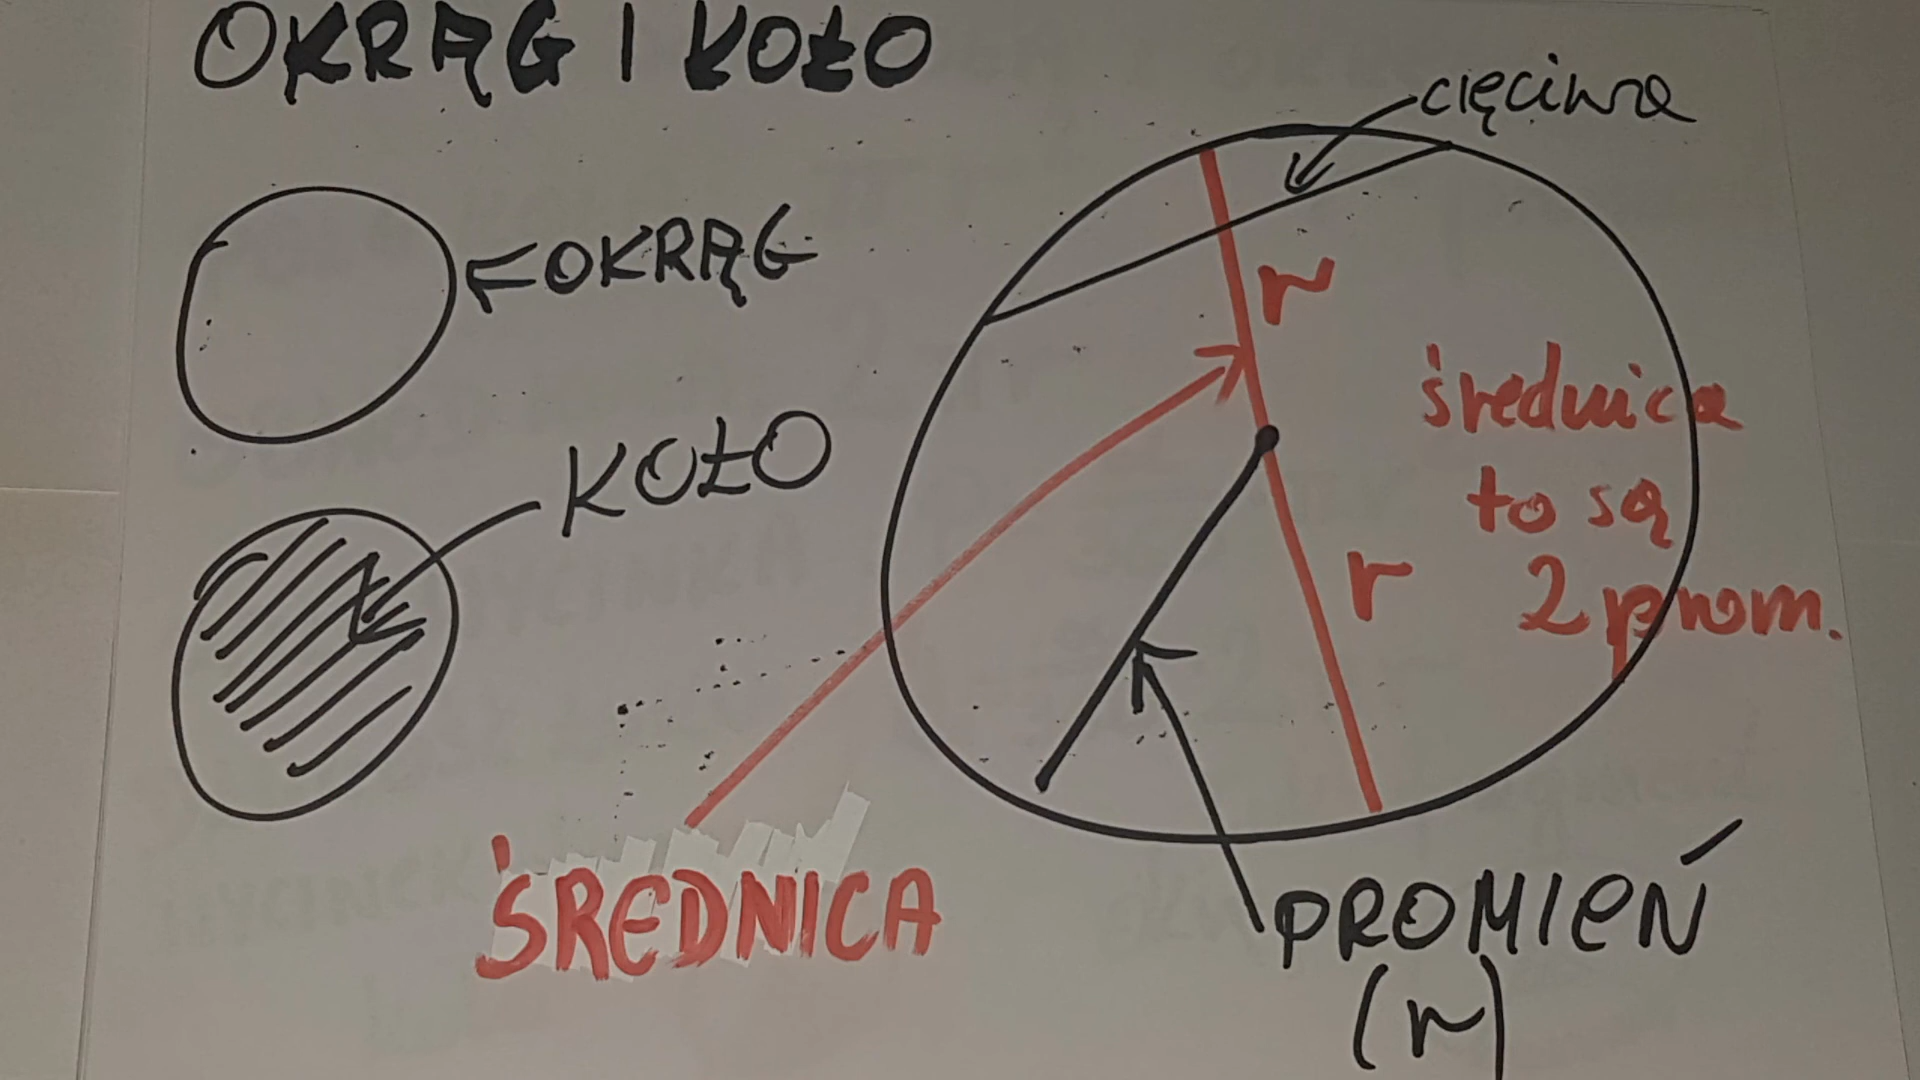 OKRĄG I KOŁO
cięciwa
OKRĄG
r
średnica
to są
2 prom.
KOŁO
r
ŚREDNICA
PROMIEŃ
(r)